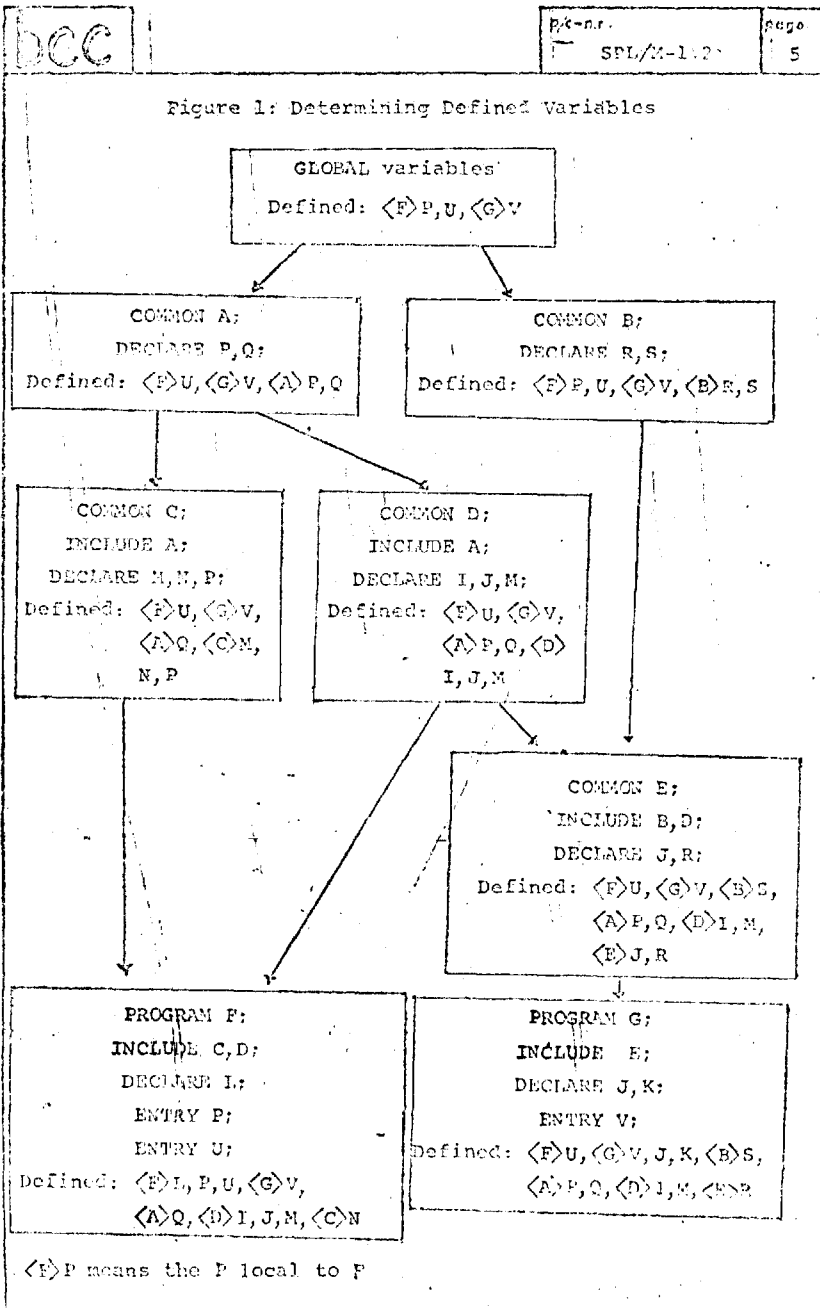 bcc
p/c-n.r.
page
5
Figure 1: Determining Defined Variables
GLOBAL variables
Defined: <F>P,U,<G>V
COMMON A;
DECLARE P,Q;
Defined: <F>U,<G>V,<A>P,Q
COMMON B;
DECLARE R,S;
Defined: <F>P,U,<G>V,<B>R,S
COMMON C;
INCLUDE A;
DECLARE M,N,P;
Defined: <F>U,<G>V,
<A>Q,<C>M,
N,P
COMMON D;
INCLUDE A;
DECLARE I,J,M;
Defined: <F>U,<G>V,
<A>P,Q,<D>
I,J,M
COMMON E;
INCLUDE B,D;
DECLARE J,R;
Defined: <F>U,<G>V,<B>S,
<A>P,Q,<D>I,M,
<E>J,R
PROGRAM F;
INCLUDE C,D;
DECLARE L;
ENTRY P;
ENTRY U;
Defined: <F>L,P,U,<G>V,
<A>Q,<D>I,J,M,<C>N
PROGRAM G;
INCLUDE E;
DECLARE J,K;
ENTRY V;
Defined: <F>U,<G>V,J,K,<B>S,
<A>P,Q,<D>I,M,<E>R
<F>P means the P local to F